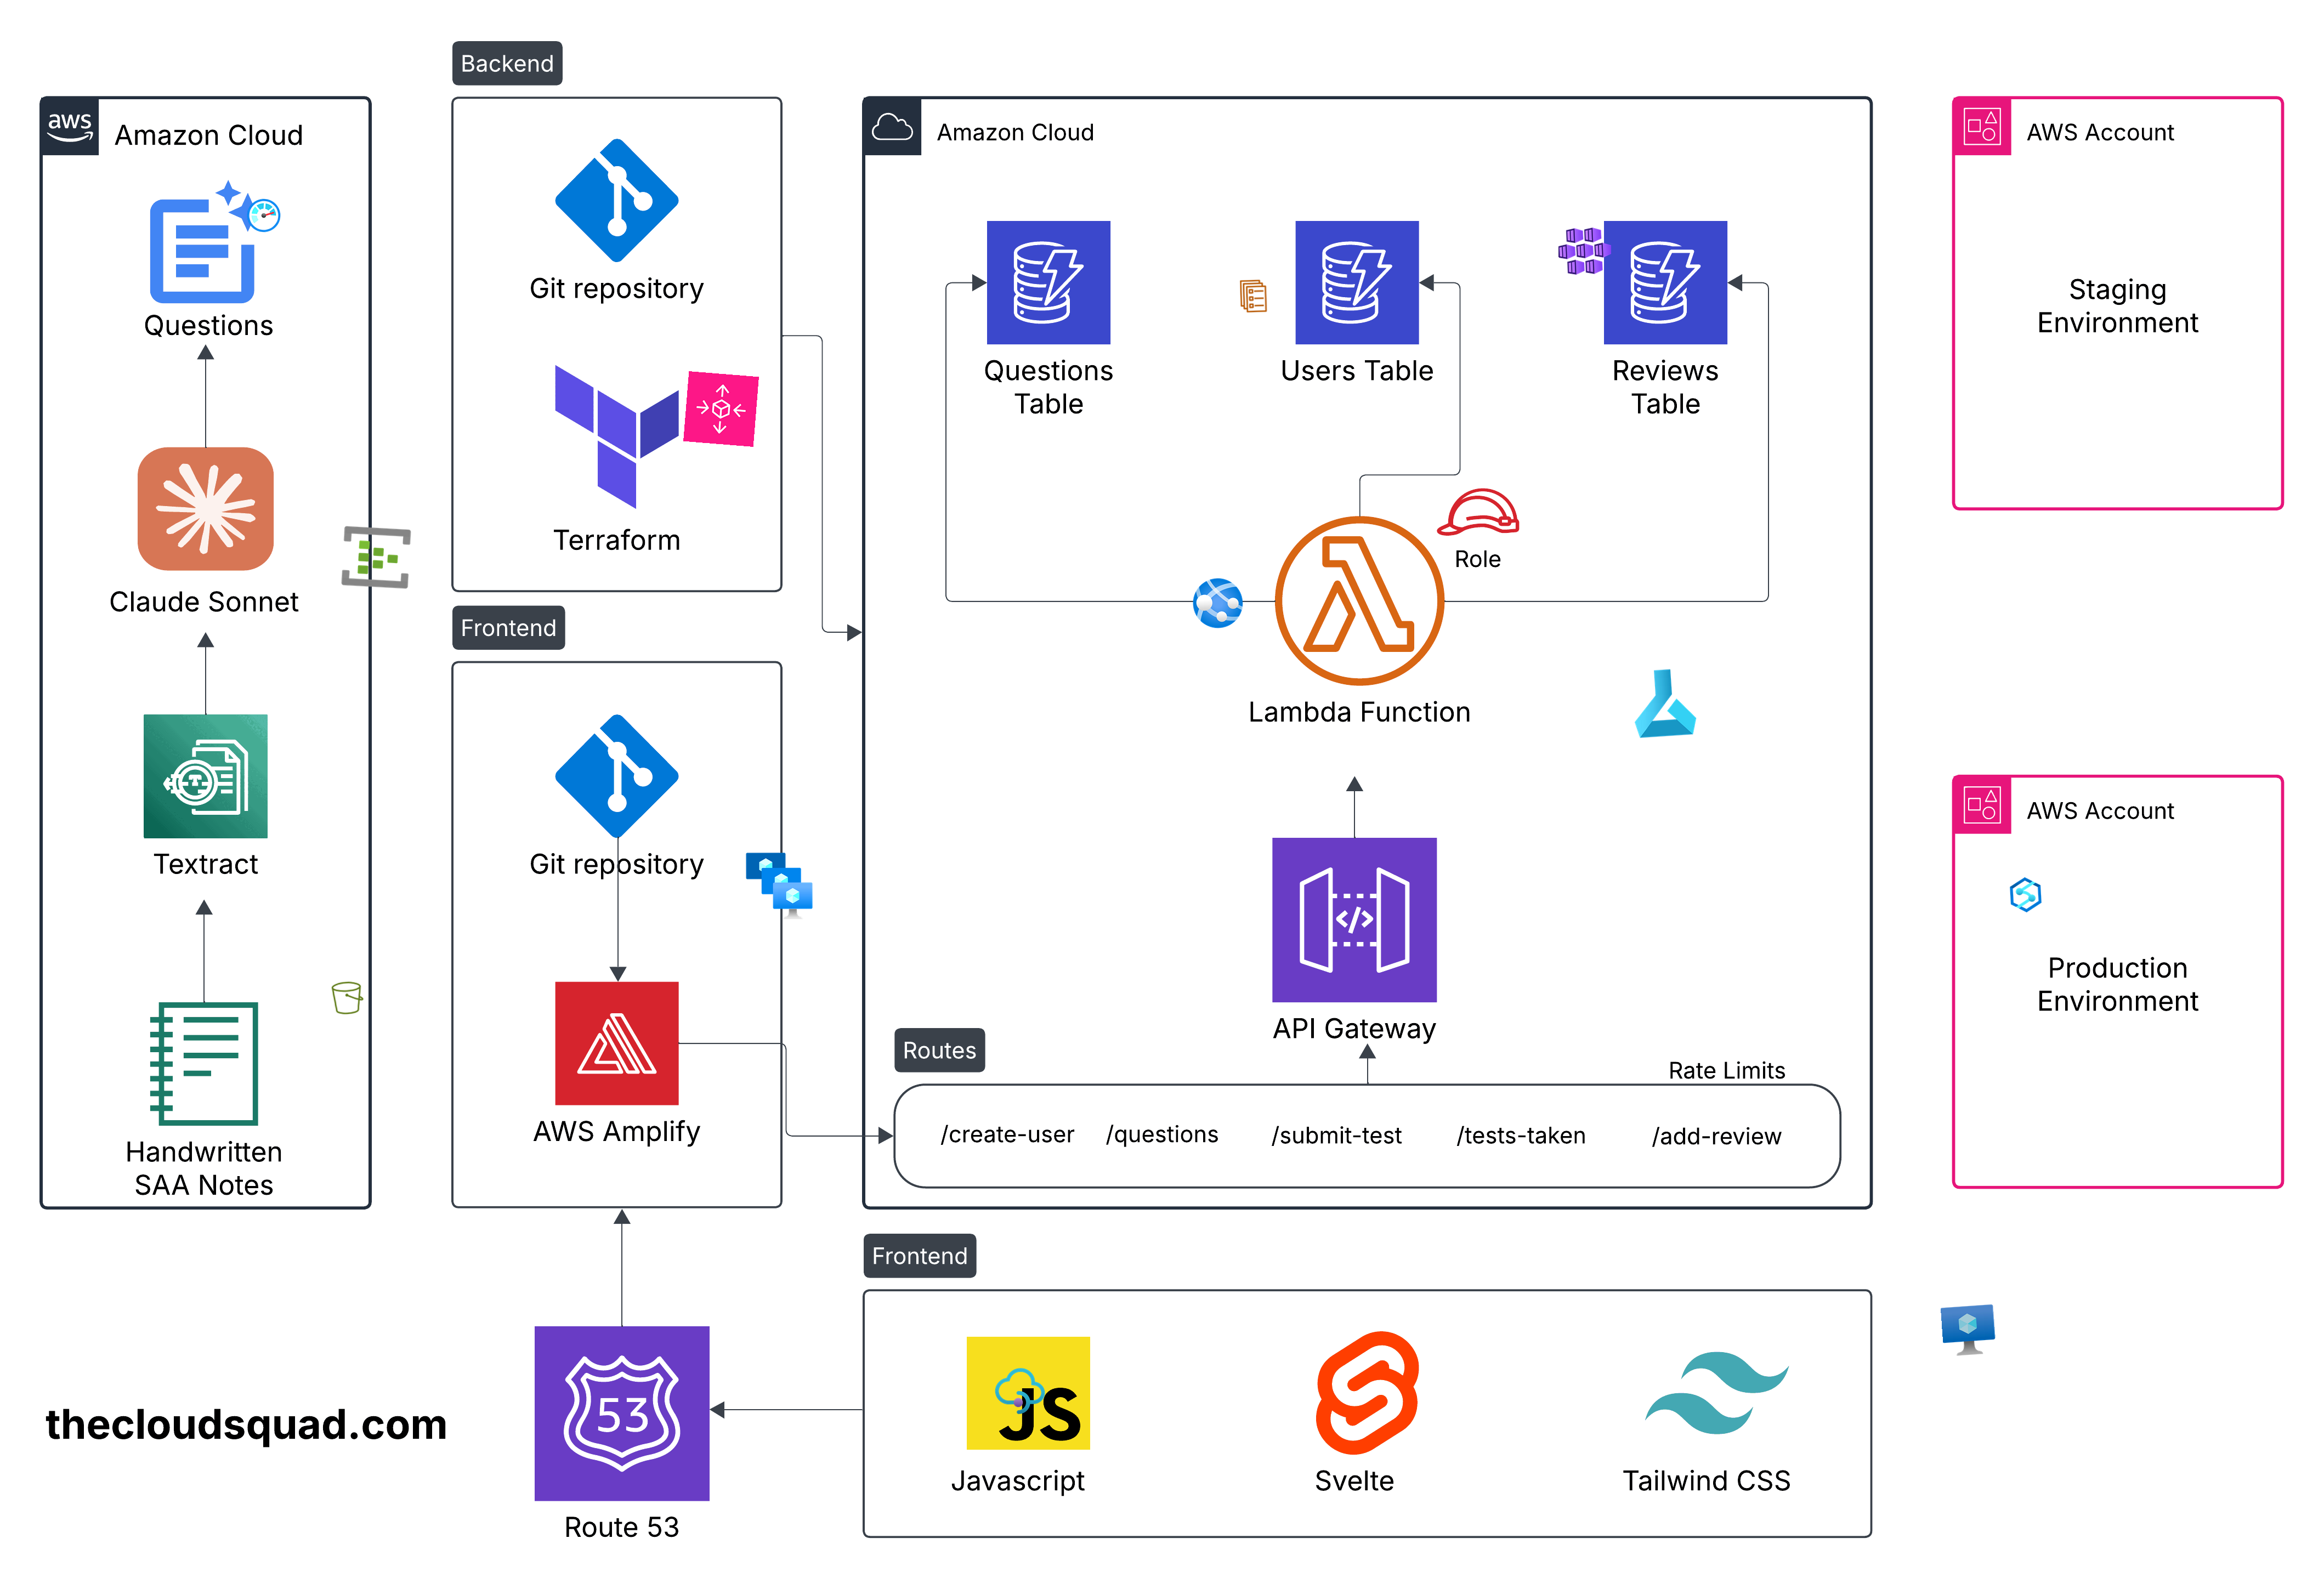 Backend
aws
Amazon Cloud
Questions
Claude Sonnet
Textract
Handwritten
SAA Notes
Git repository
Terraform
Frontend
Git repository
AWS Amplify
Amazon Cloud
Questions
Table
Users Table
Reviews
Table
Role
Lambda Function
</>
API Gateway
Routes
Rate Limits
/create-user
/questions
/submit-test
/tests-taken
/add-review
AWS Account
Staging
Environment
AWS Account
Production
Environment
Frontend
JS
Javascript
Svelte
Tailwind CSS
53
Route 53
thecloudsquad.com